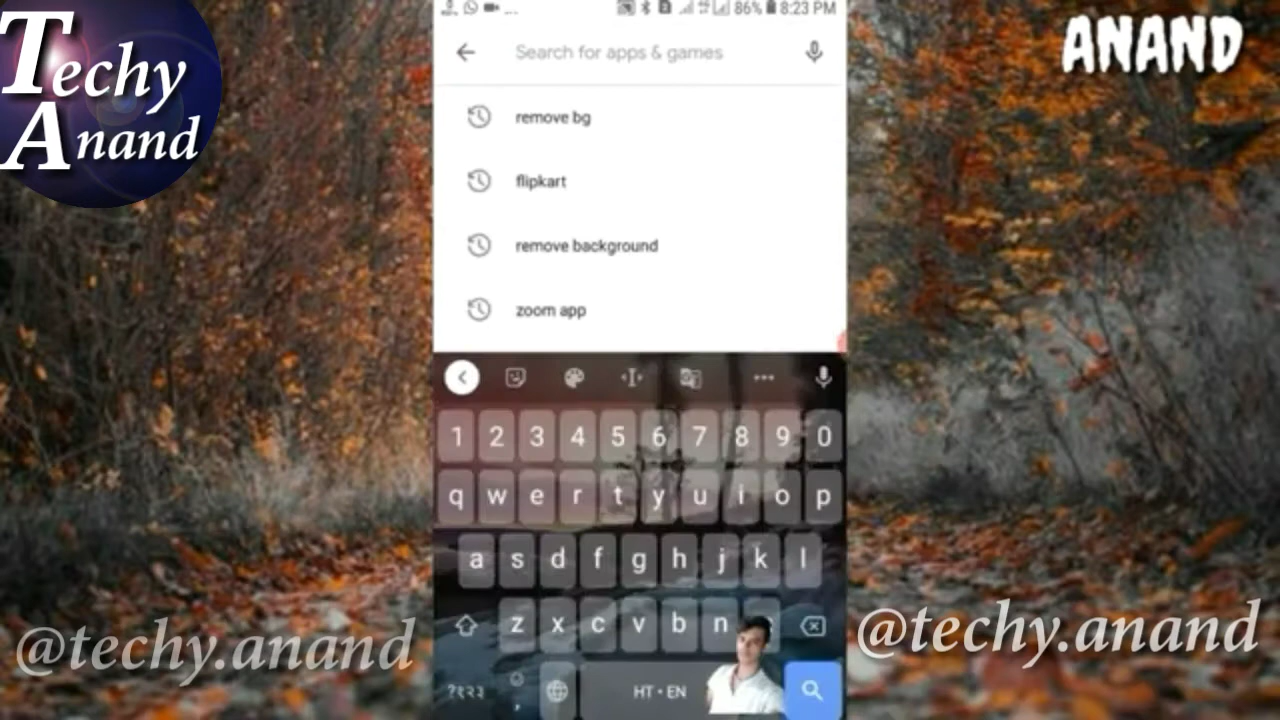 Techy
Anand
ANAND
86% 8:23 PM
Search for apps & games
remove bg
flipkart
remove background
zoom app
1 2 3 4 5 6 7 8 9 0
q w e r t y u i o p
a s d f g h j k l
z x c v b n
?१२३ , HT • EN
@techy.anand
@techy.anand